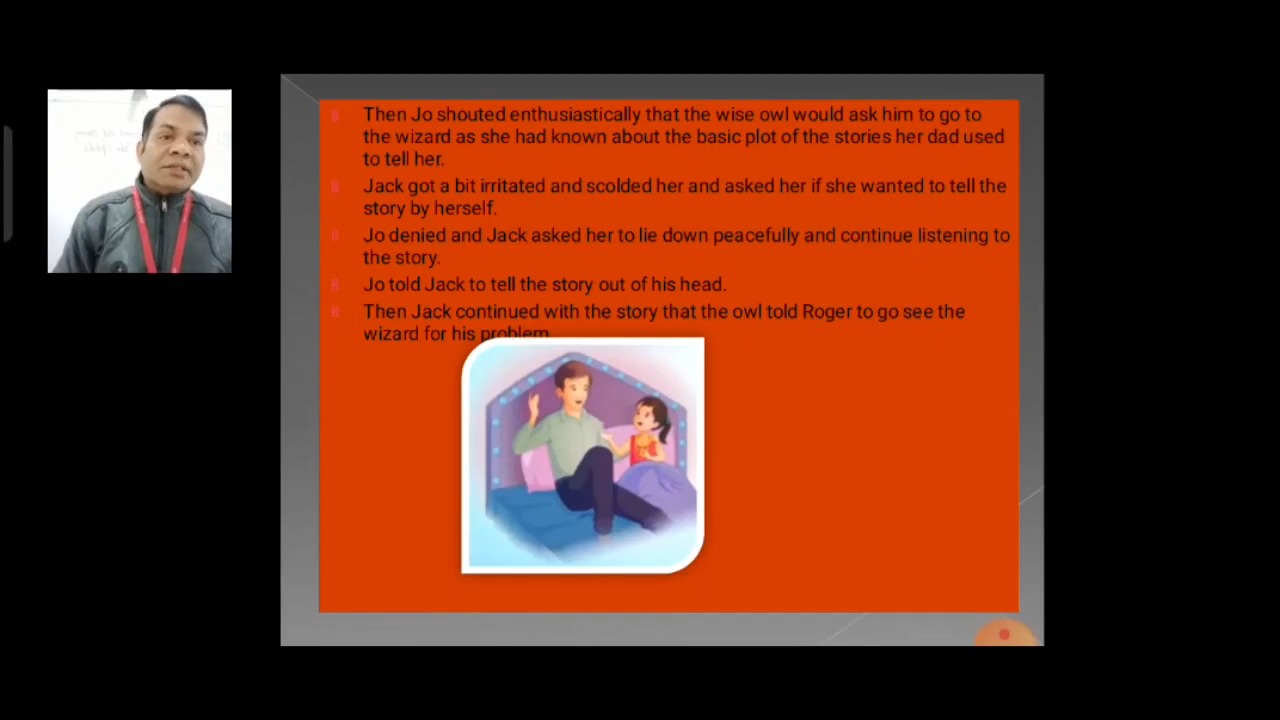 Then Jo shouted enthusiastically that the wise owl would ask him to go to
the wizard as she had known about the basic plot of the stories her dad used
to tell her.
Jack got a bit irritated and scolded her and asked her if she wanted to tell the
story by herself.
Jo denied and Jack asked her to lie down peacefully and continue listening to
the story.
Jo told Jack to tell the story out of his head.
Then Jack continued with the story that the owl told Roger to go see the
wizard for his problem